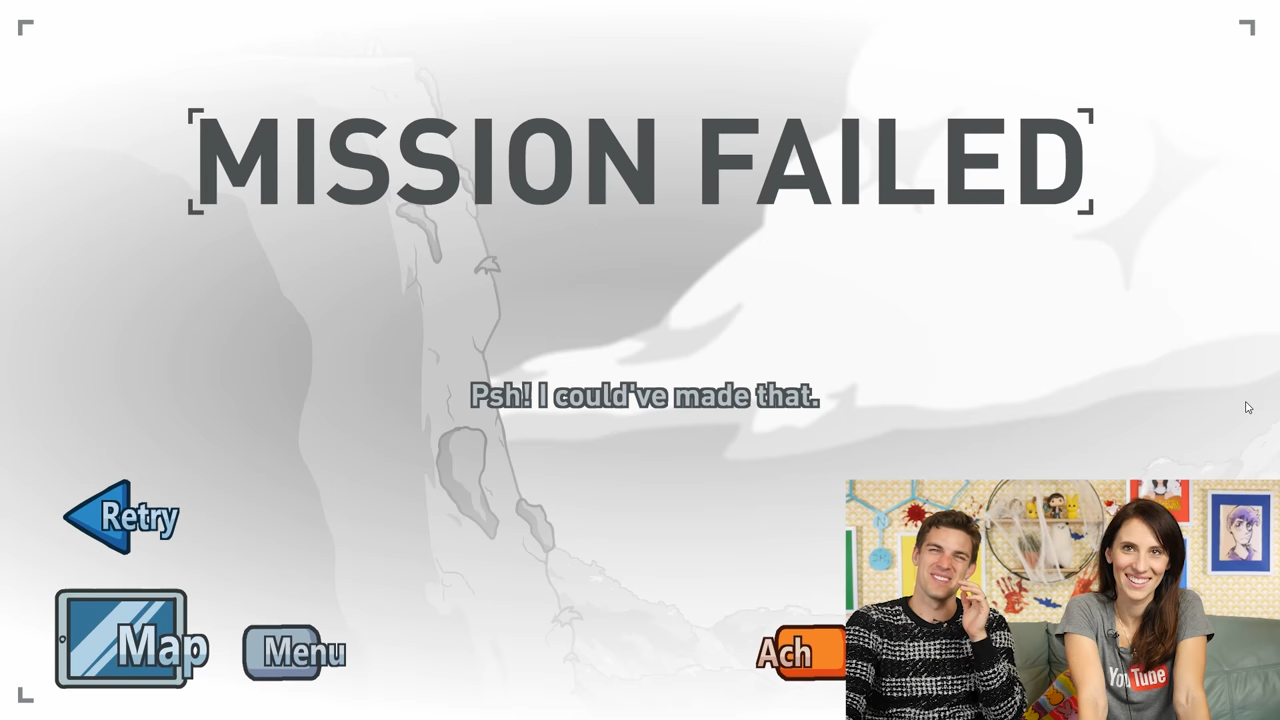 MISSION FAILED
Psh! I could've made that.
Retry
Map
Menu
Ach
YouTube